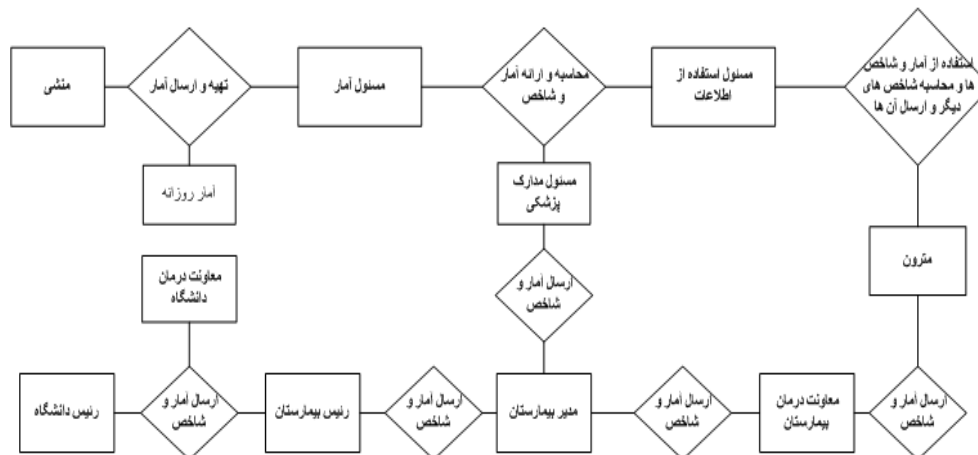 منشی
تهیه و ارسال آمار
مسئول آمار
محاسبه و ارائه آمار
و شاخص
مسئول استفاده از
اطلاعات
استفاده از آمار و شاخص
ها و محاسبه شاخص های
دیگر و ارسال آن ها
آمار روزانه
مسئول مدارک
پزشکی
معاونت درمان
دانشگاه
ارسال آمار و
شاخص
مترون
رئیس دانشگاه
ارسال آمار و
شاخص
رئیس بیمارستان
ارسال آمار و
شاخص
مدیر بیمارستان
ارسال آمار و
شاخص
معاونت درمان
بیمارستان
ارسال آمار و
شاخص